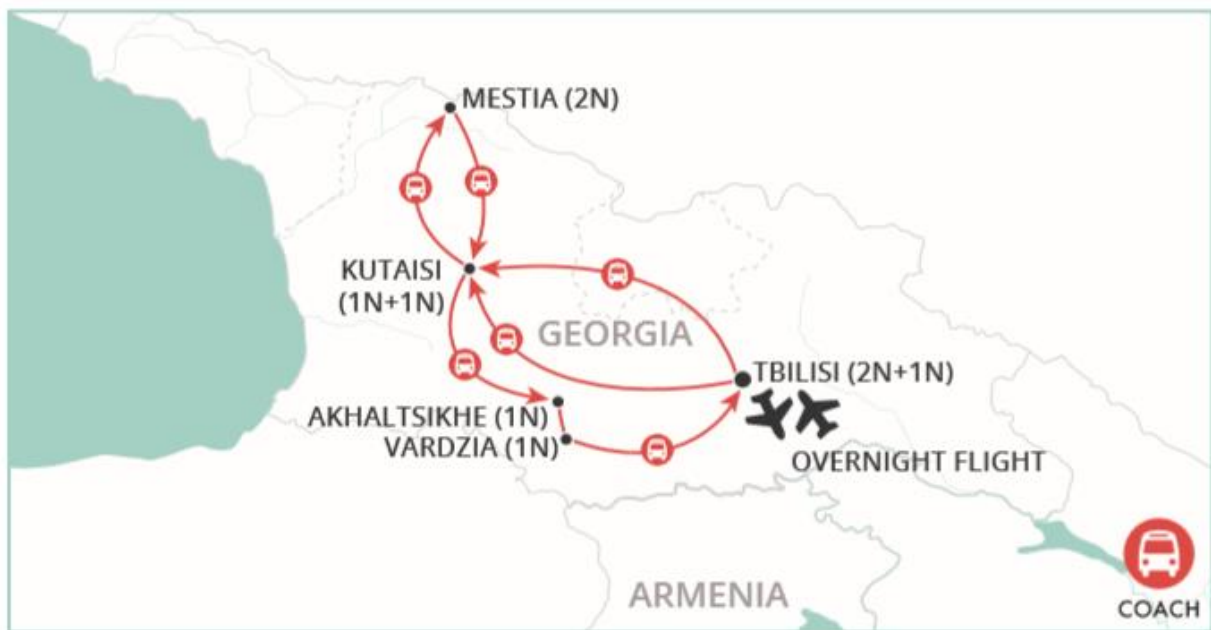 MESTIA (2N)
KUTAISI
(1N+1N)
GEORGIA
TBILISI (2N+1N)
AKHALTSIKHE (1N)
VARDZIA (1N)
OVERNIGHT FLIGHT
ARMENIA
COACH